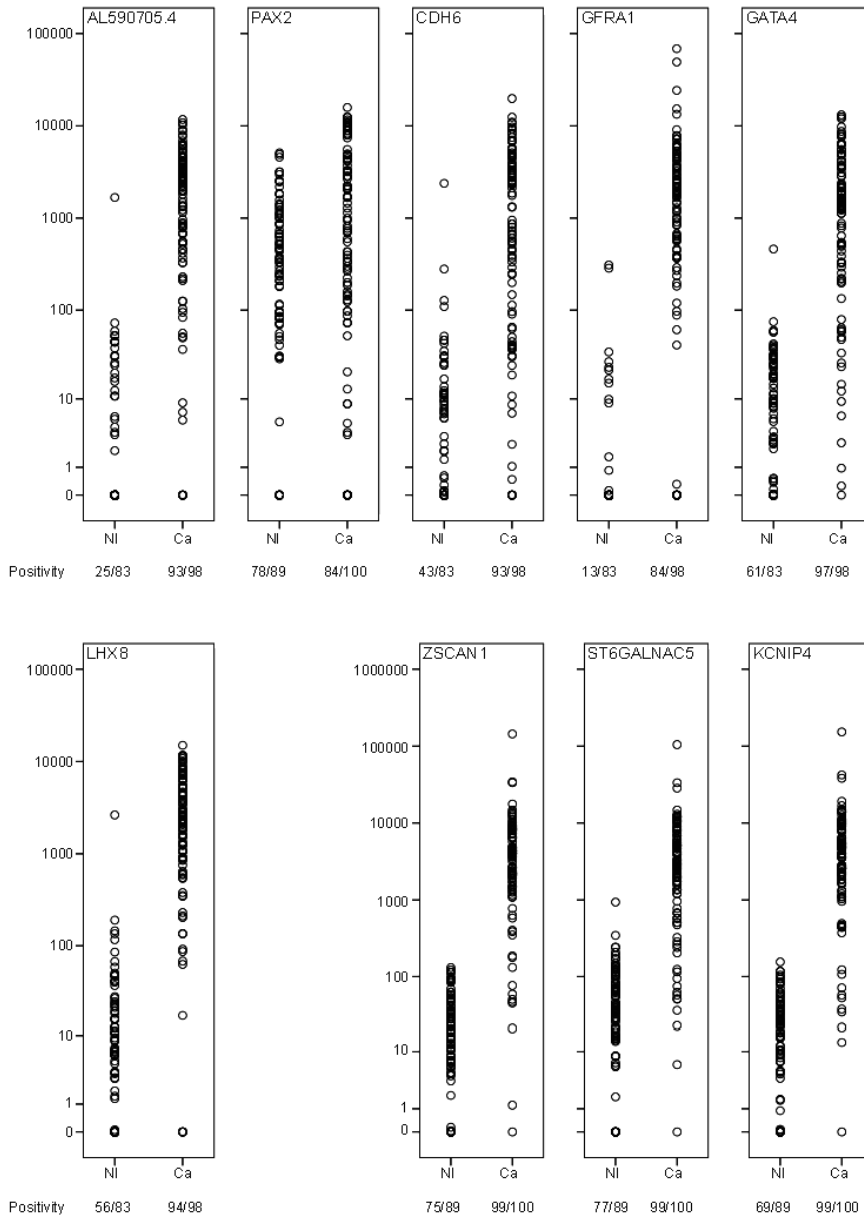 AL590705.4 PAX2 CDH6 GFRA1 GATA4
100000
10000
1000
100
10
1
0
Nl Ca Nl Ca Nl Ca Nl Ca Nl Ca
Positivity 25/83 93/98 78/89 84/100 43/83 93/98 13/83 84/98 61/83 97/98
LHX8 ZSCAN1 ST6GALNAC5 KCNIP4
100000 1000000
10000 100000
1000 10000
100 1000
10 100
1 10
0 1
0
Nl Ca Nl Ca Nl Ca Nl Ca
Positivity 56/83 94/98 75/89 99/100 77/89 99/100 69/89 99/100